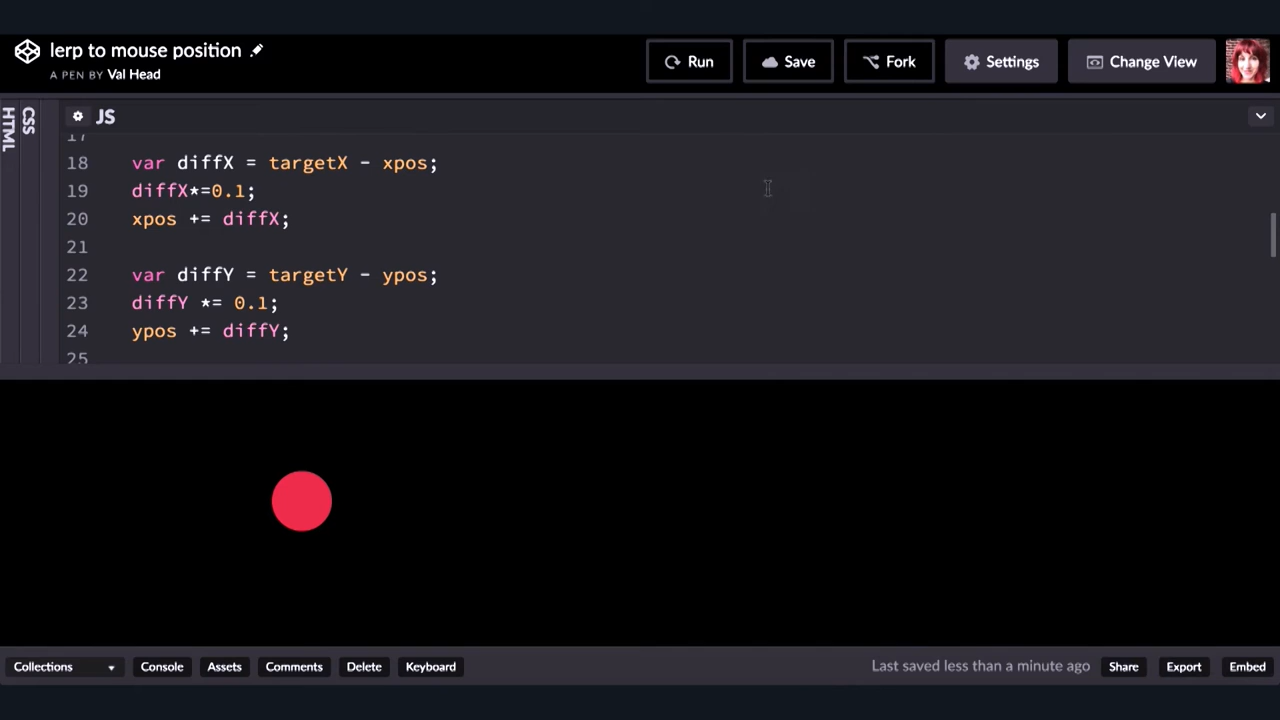 lerp to mouse position
A PEN BY Val Head
Run
Save
Fork
Settings
Change View
HTML
CSS
JS
17
18 var diffX = targetX - xpos;
19 diffX*=0.1;
20 xpos += diffX;
21
22 var diffY = targetY - ypos;
23 diffY *= 0.1;
24 ypos += diffY;
25
Collections
Console
Assets
Comments
Delete
Keyboard
Last saved less than a minute ago
Share
Export
Embed